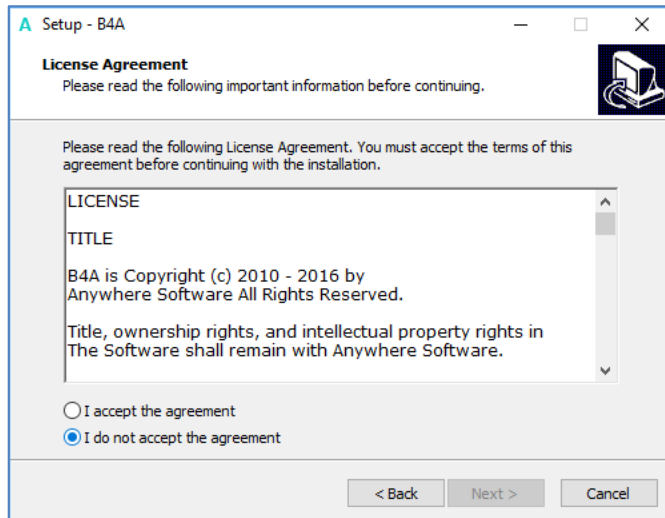 A Setup - B4A
License Agreement
Please read the following important information before continuing.
Please read the following License Agreement. You must accept the terms of this
agreement before continuing with the installation.
LICENSE
TITLE
B4A is Copyright (c) 2010 - 2016 by
Anywhere Software All Rights Reserved.
Title, ownership rights, and intellectual property rights in
The Software shall remain with Anywhere Software.
I accept the agreement
I do not accept the agreement
< Back Next > Cancel